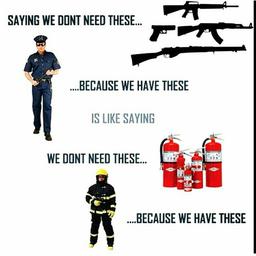 SAYING WE DONT NEED THESE...
....BECAUSE WE HAVE THESE
IS LIKE SAYING
WE DONT NEED THESE...
....BECAUSE WE HAVE THESE